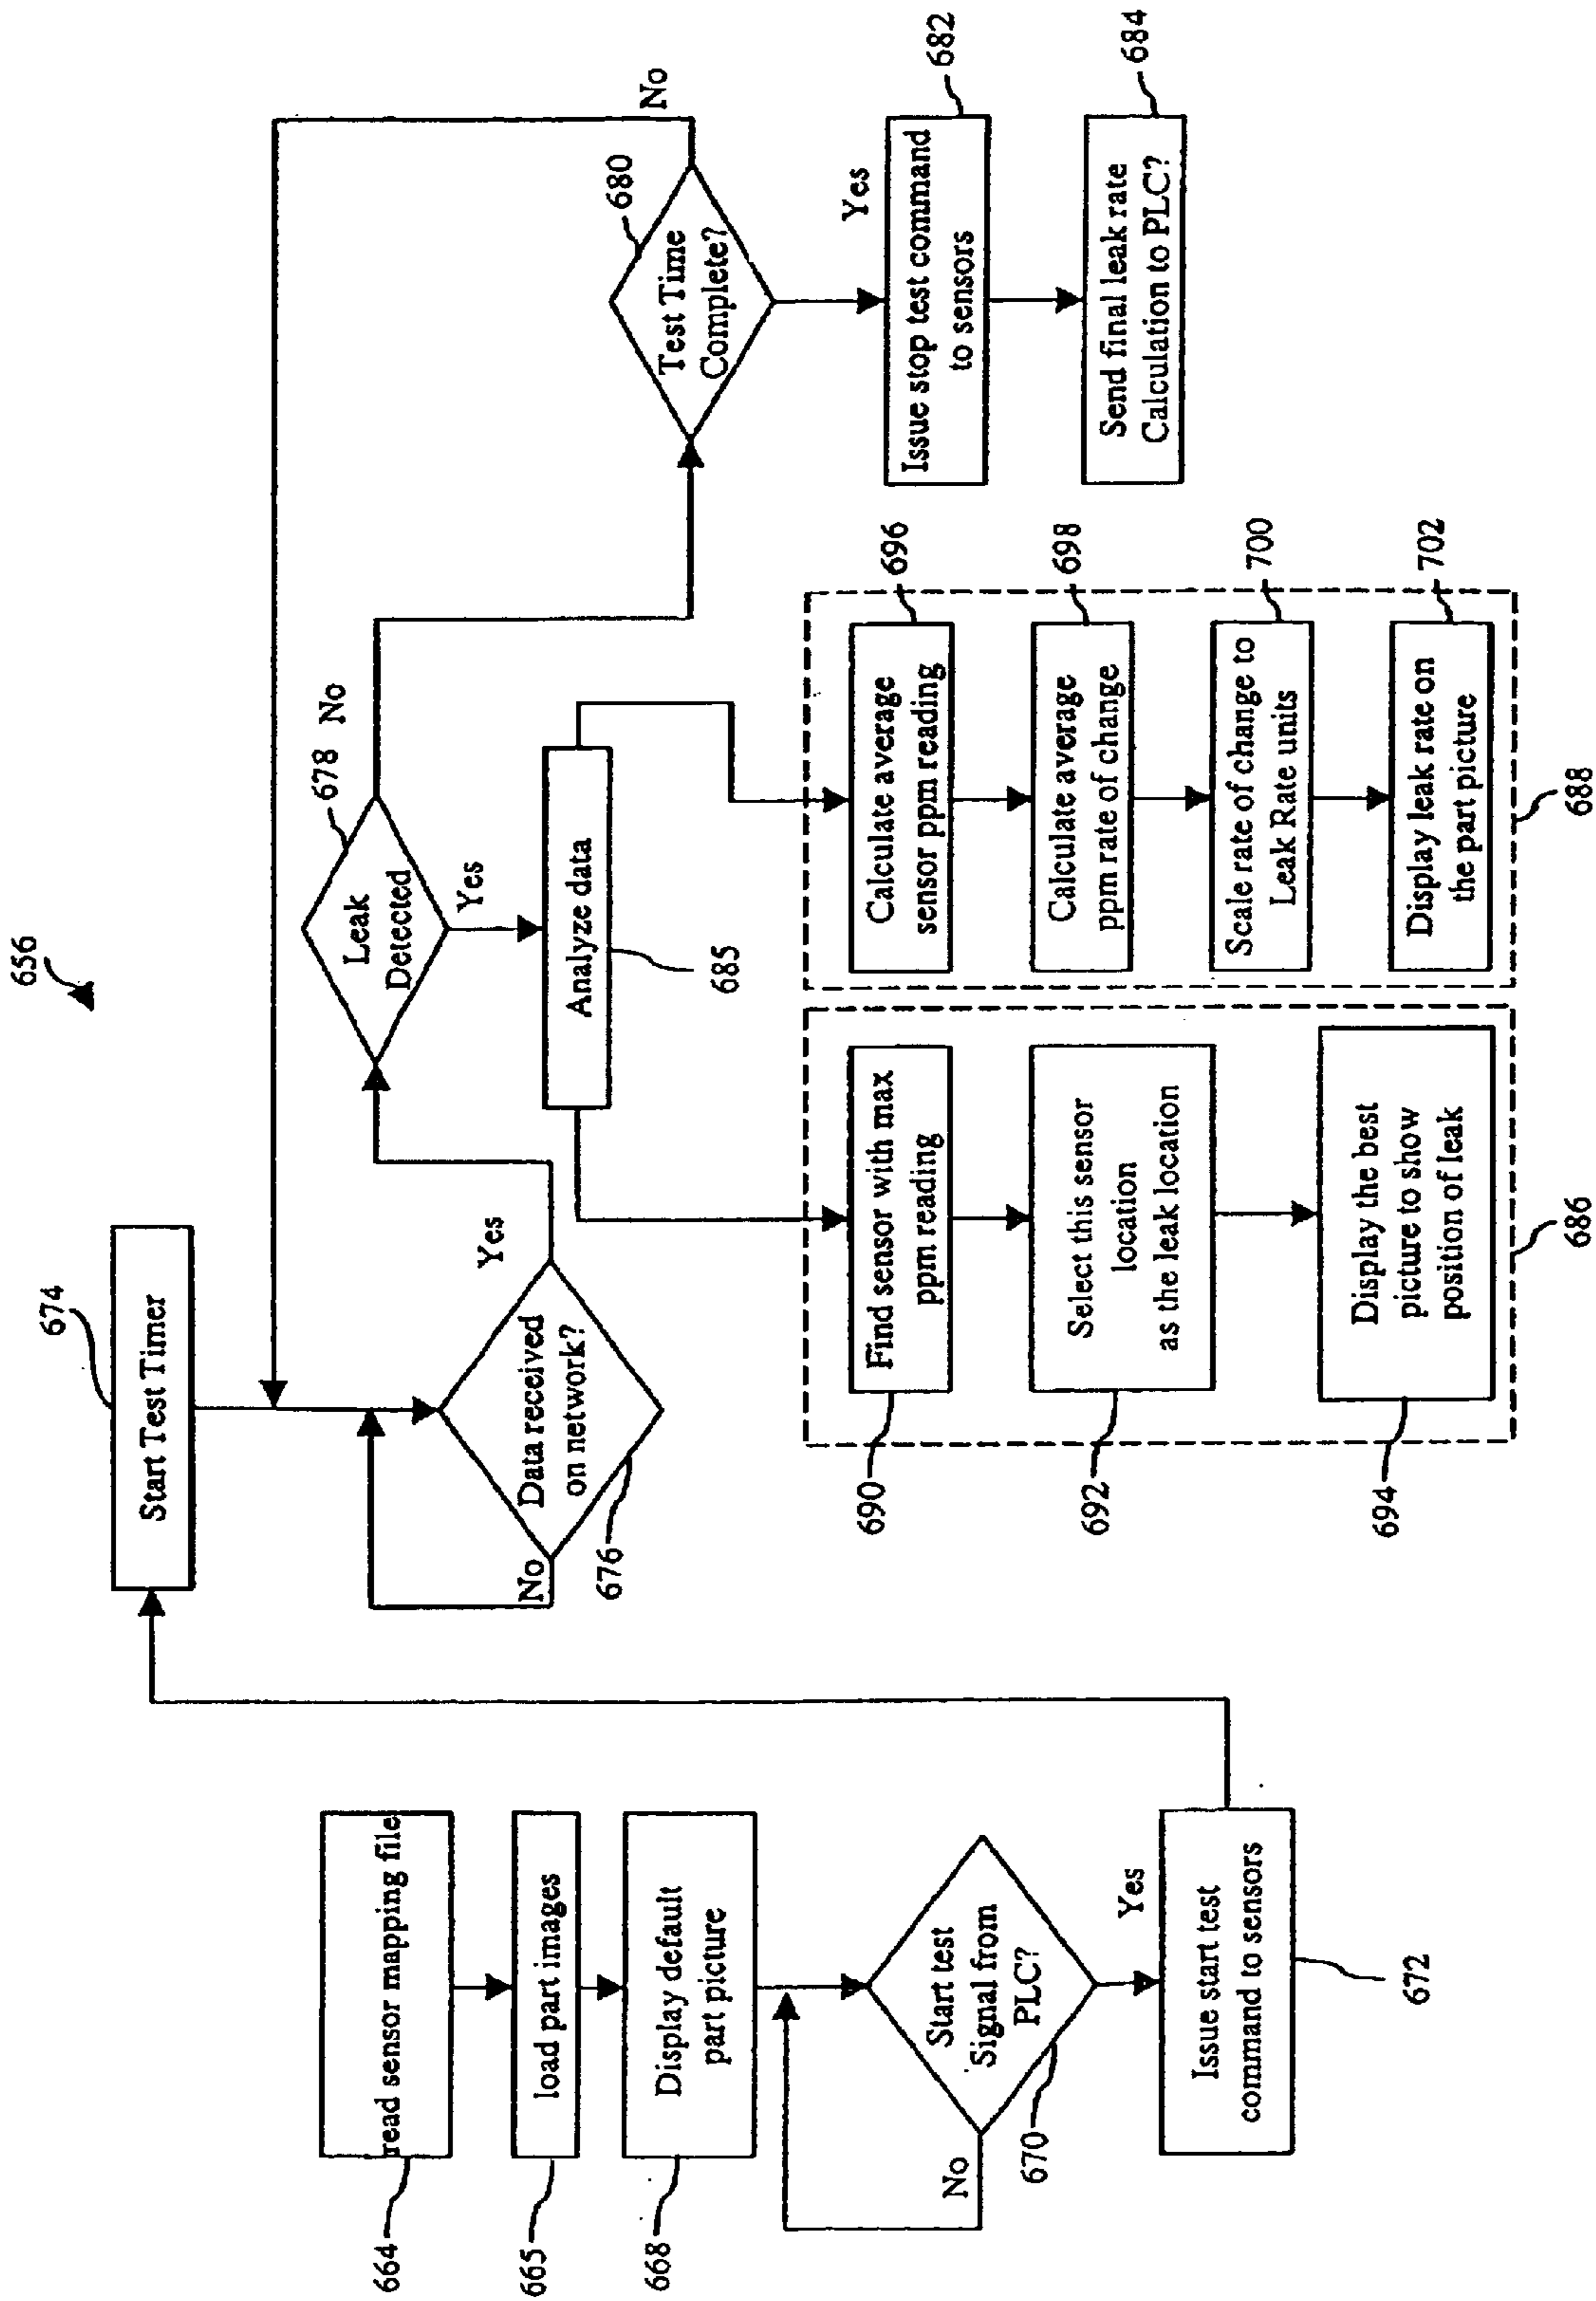 656
664
read sensor mapping file
665
load part images
668
Display default
part picture
Start test
Signal from
PLC?
670
No
Yes
Issue start test
command to sensors
672
674
Start Test Timer
Data received
on network?
676
No
Yes
Leak
Detected
678
No
Yes
Analyze data
685
690
Find sensor with max
ppm reading
692
Select this sensor
location
as the leak location
694
Display the best
picture to show
position of leak
686
Calculate average
sensor ppm reading
696
Calculate average
ppm rate of change
698
Scale rate of change to
Leak Rate units
700
Display leak rate on
the part picture
702
688
Test Time
Complete?
680
No
Yes
Issue stop test command
to sensors
682
Send final leak rate
Calculation to PLC?
684